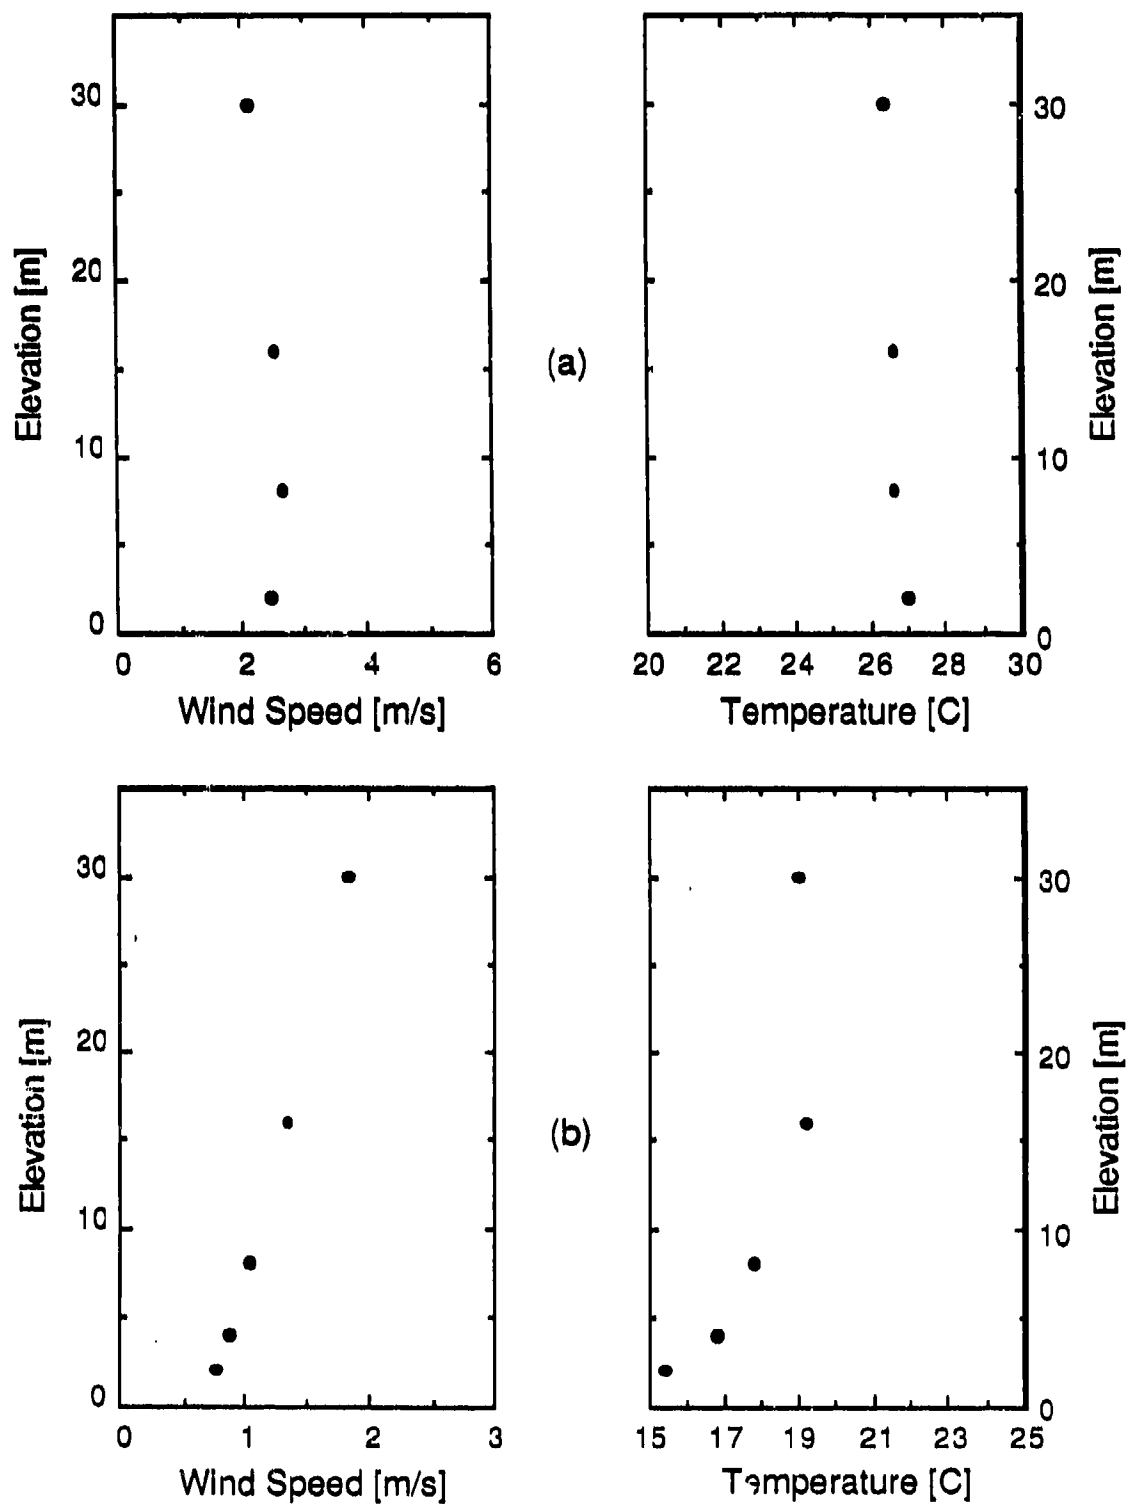 30
20
10
0
Elevation [m]
0 2 4 6
Wind Speed [m/s]
(a)
30
20
10
0
Elevation [m]
20 22 24 26 28 30
Temperature [C]
30
20
10
0
Elevation [m]
0 1 2 3
Wind Speed [m/s]
(b)
30
20
10
0
Elevation [m]
15 17 19 21 23 25
Temperature [C]